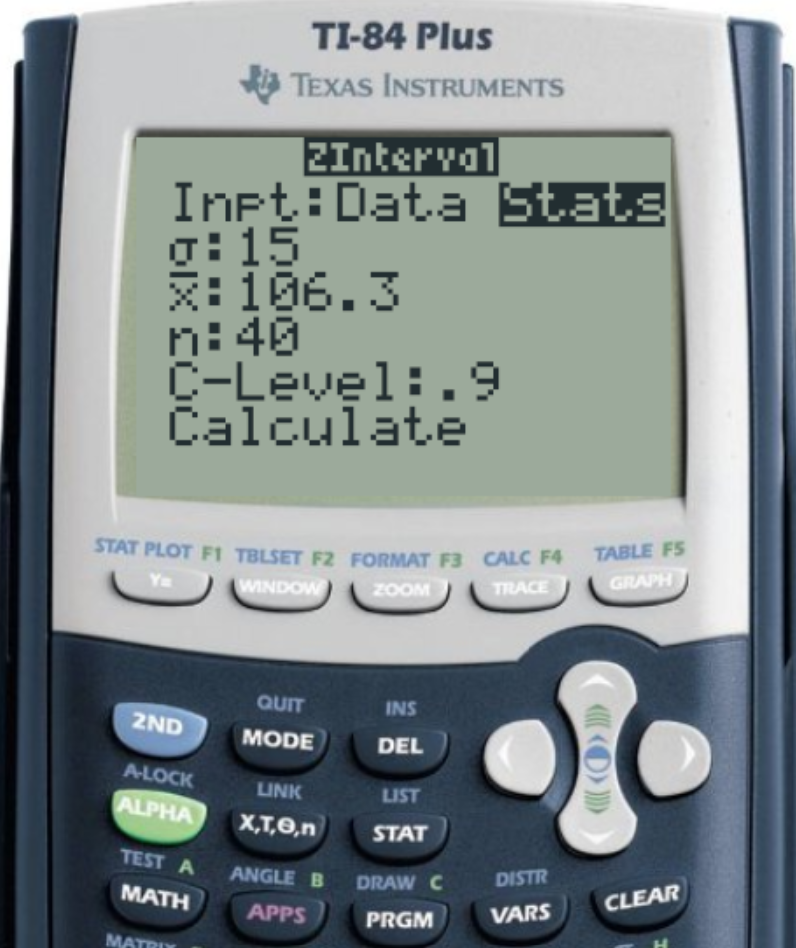 TI-84 Plus
TEXAS INSTRUMENTS
ZInterval
Inpt:Data Stats
σ:15
x̄:106.3
n:40
C-Level:.9
Calculate
STAT PLOT F1 TBLSET F2 FORMAT F3 CALC F4 TABLE F5
Y= WINDOW ZOOM TRACE GRAPH
QUIT INS
2ND MODE DEL
A-LOCK LINK LIST
ALPHA X,T,Θ,n STAT
TEST A ANGLE B DRAW C DISTR
MATH APPS PRGM VARS CLEAR
MATRIX H